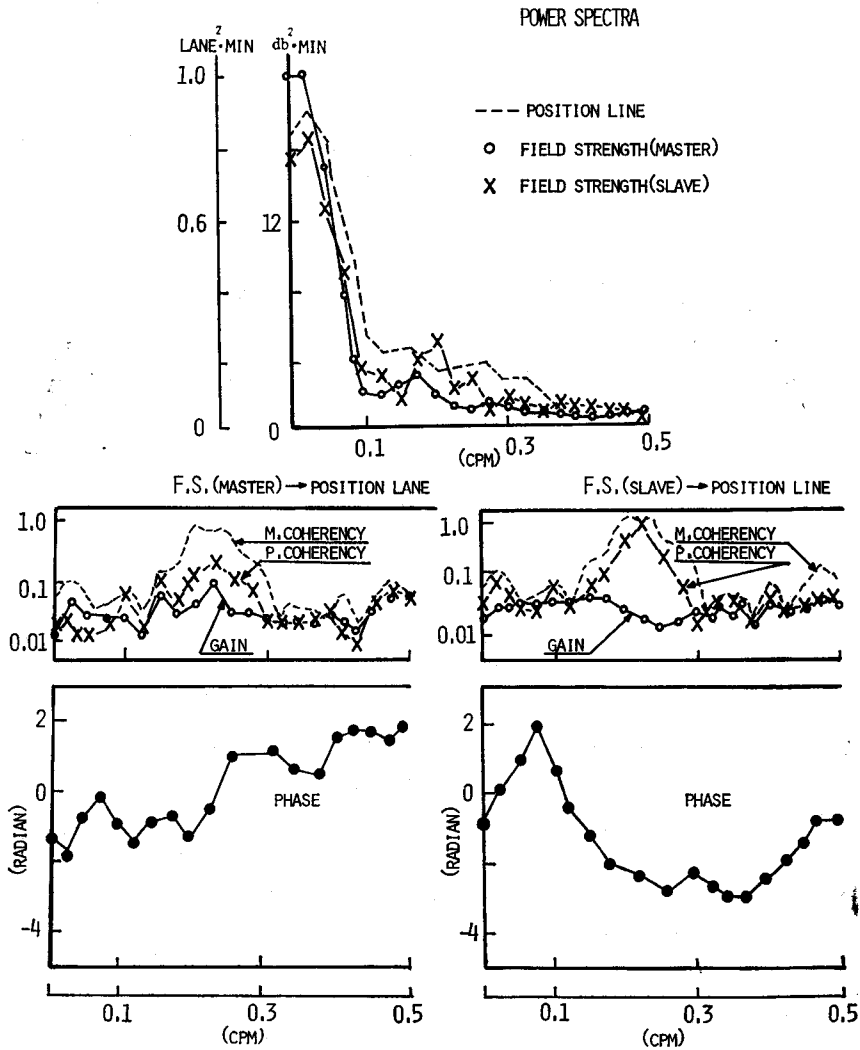 POWER SPECTRA
LANE²·MIN db²·MIN
1.0
0.6 12
0 0
--- POSITION LINE
o FIELD STRENGTH(MASTER)
X FIELD STRENGTH(SLAVE)
0.1 0.3 0.5
(CPM)
F.S.(MASTER)→POSITION LANE
1.0
0.1
0.01
M.COHERENCY
P.COHERENCY
GAIN
2
0
-4
(RADIAN)
PHASE
0.1 0.3 0.5
(CPM)
F.S.(SLAVE)→POSITION LINE
1.0
0.1
0.01
M.COHERENCY
P.COHERENCY
GAIN
2
0
-4
(RADIAN)
PHASE
0.1 0.3 0.5
(CPM)